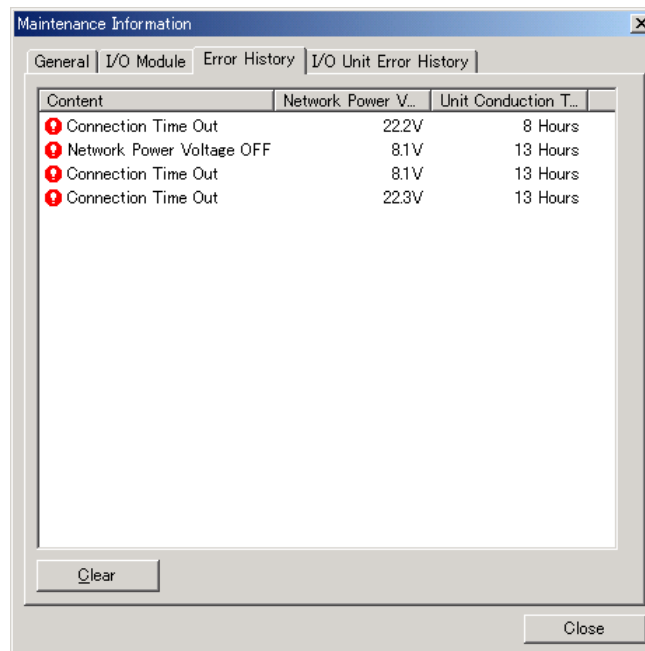 Maintenance Information
General I/O Module Error History I/O Unit Error History
Content Network Power V... Unit Conduction T...
Connection Time Out 22.2V 8 Hours
Network Power Voltage OFF 8.1V 13 Hours
Connection Time Out 8.1V 13 Hours
Connection Time Out 22.3V 13 Hours
Clear
Close